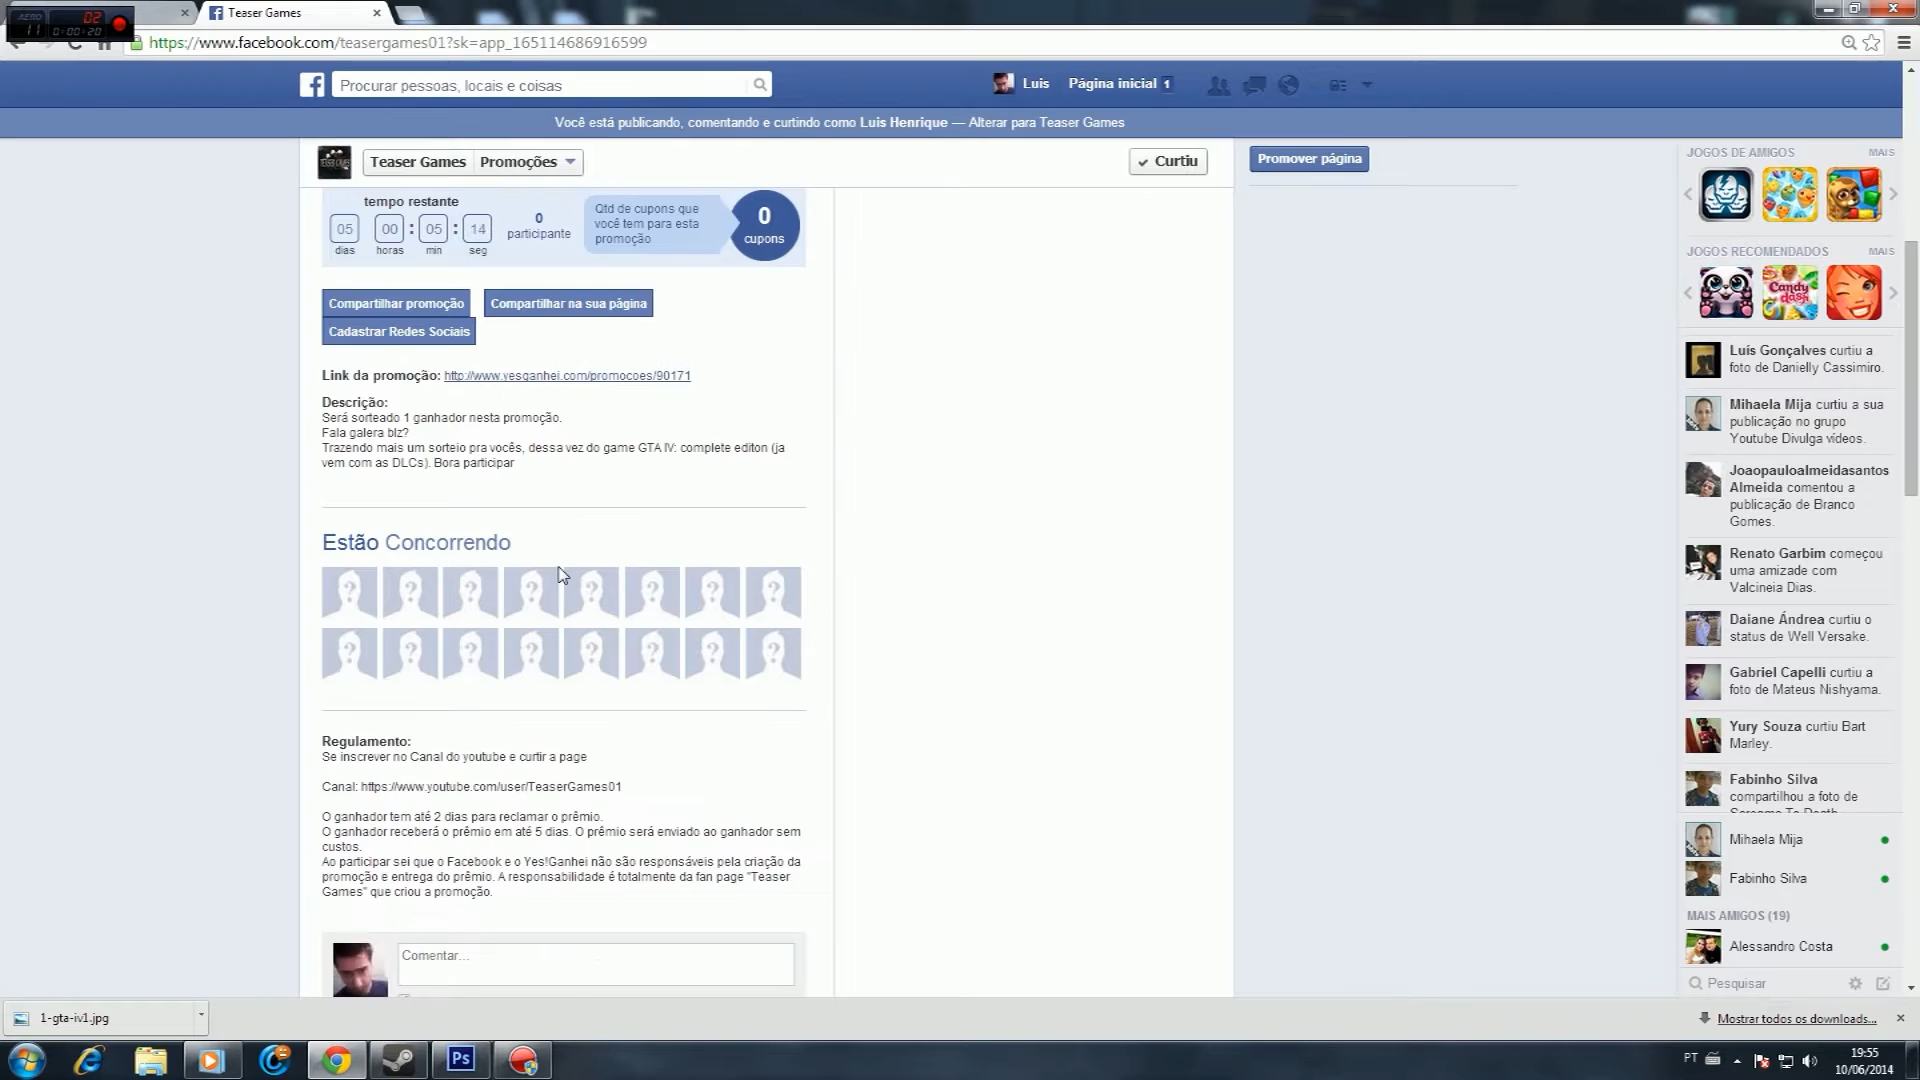 02
11 0:00:20
Teaser Games
https://www.facebook.com/teasergames01?sk=app_165114686916599
Procurar pessoas, locais e coisas
Luis
Página inicial 1
Você está publicando, comentando e curtindo como Luis Henrique — Alterar para Teaser Games
Teaser Games
Promoções
Curtiu
Promover página
tempo restante
05 00 : 05 : 14
dias horas min seg
0
participante
Qtd de cupons que
você tem para esta
promoção
0
cupons
Compartilhar promoção
Compartilhar na sua página
Cadastrar Redes Sociais
Link da promoção: http://www.yesganhei.com/promocoes/90171
Descrição:
Será sorteado 1 ganhador nesta promoção.
Fala galera blz?
Trazendo mais um sorteio pra vocês, dessa vez do game GTA IV: complete editon (ja
vem com as DLCs). Bora participar
Estão Concorrendo
Regulamento:
Se inscrever no Canal do youtube e curtir a page
Canal: https://www.youtube.com/user/TeaserGames01
O ganhador tem até 2 dias para reclamar o prêmio.
O ganhador receberá o prêmio em até 5 dias. O prêmio será enviado ao ganhador sem
custos.
Ao participar sei que o Facebook e o Yes!Ganhei não são responsáveis pela criação da
promoção e entrega do prêmio. A responsabilidade é totalmente da fan page "Teaser
Games" que criou a promoção.
Comentar...
JOGOS DE AMIGOS
MAIS
JOGOS RECOMENDADOS
MAIS
Candy
dash
Luís Gonçalves curtiu a
foto de Danielly Cassimiro.
Mihaela Mija curtiu a sua
publicação no grupo
Youtube Divulga vídeos.
Joaopauloalmeidasantos
Almeida comentou a
publicação de Branco
Gomes.
Renato Garbim começou
uma amizade com
Valcineia Dias.
Daiane Ándrea curtiu o
status de Well Versake.
Gabriel Capelli curtiu a
foto de Mateus Nishyama.
Yury Souza curtiu Bart
Marley.
Fabinho Silva
compartilhou a foto de
Mihaela Mija
Fabinho Silva
MAIS AMIGOS (19)
Alessandro Costa
Pesquisar
1-gta-iv1.jpg
Mostrar todos os downloads...
Ps
PT
19:55
10/06/2014